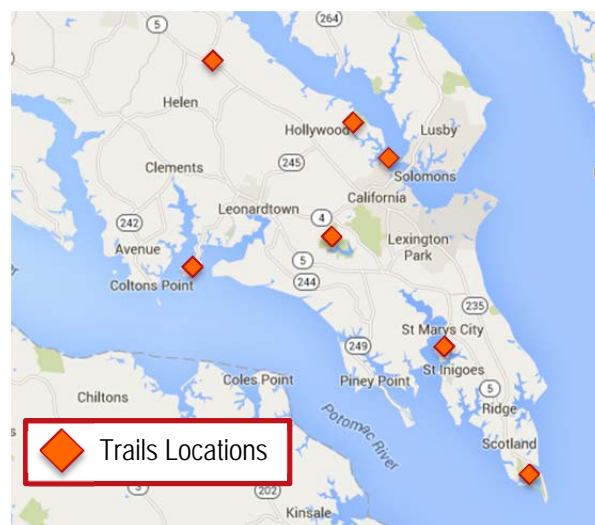 5
264
Helen
Hollywood
Lusby
Clements
245
Solomons
California
Leonardtown
242
4
Avenue
Lexington
Park
5
Coltons Point
244
235
St Marys City
249
St Inigoes
Coles Point
Piney Point
5
Chiltons
Ridge
Potomac
River
Scotland
Trails Locations
3
202
Kinsale